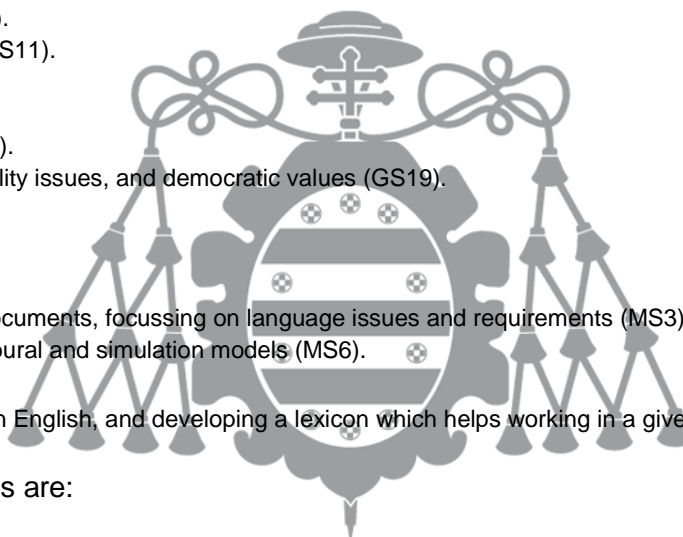 ).
S11).
).
lity issues, and democratic values (GS19).
ocuments, focussing on language issues and requirements (MS3)
oural and simulation models (MS6).
n English, and developing a lexicon which helps working in a give
s are: